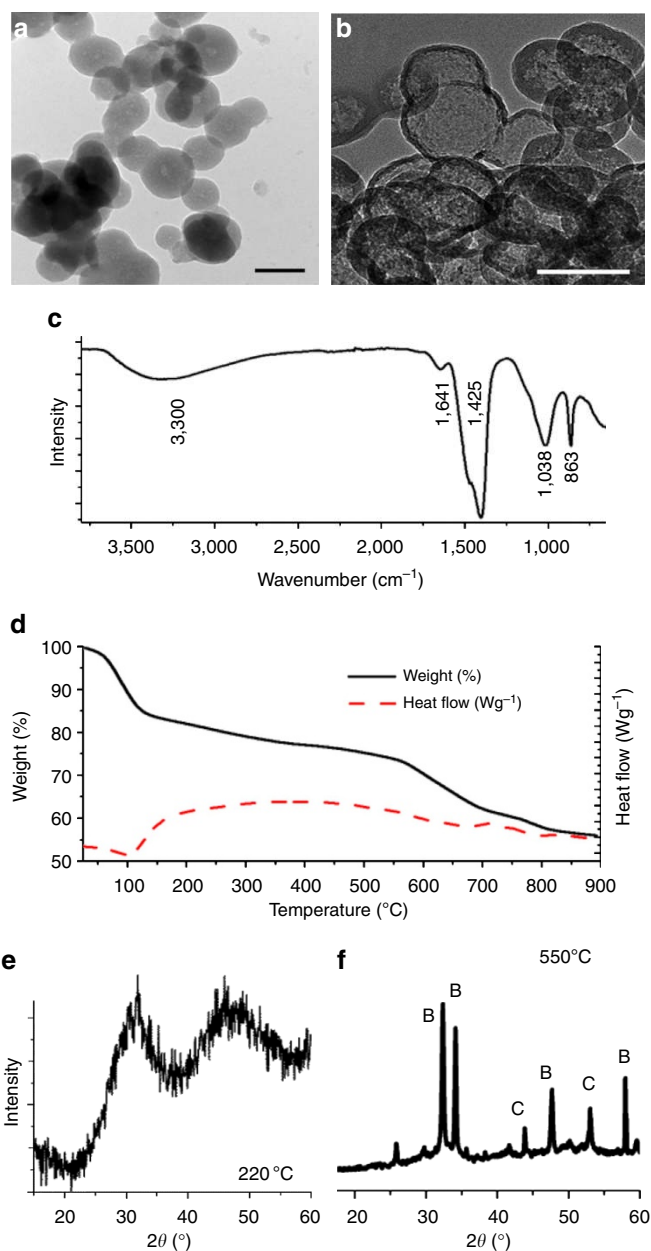 a
b
c
Intensity
3,300
1,641
1,425
1,038
863
3,500 3,000 2,500 2,000 1,500 1,000
Wavenumber (cm⁻¹)
d
100
90
80
70
60
50
Weight (%)
Weight (%)
Heat flow (Wg⁻¹)
Heat flow (Wg⁻¹)
100 200 300 400 500 600 700 800 900
Temperature (°C)
e
Intensity
220 °C
20 30 40 50 60
2θ (°)
f
550°C
B
B
C
B
C
B
20 30 40 50 60
2θ (°)